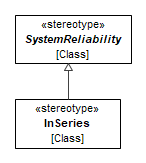 «stereotype»
SystemReliability
[Class]
«stereotype»
InSeries
[Class]